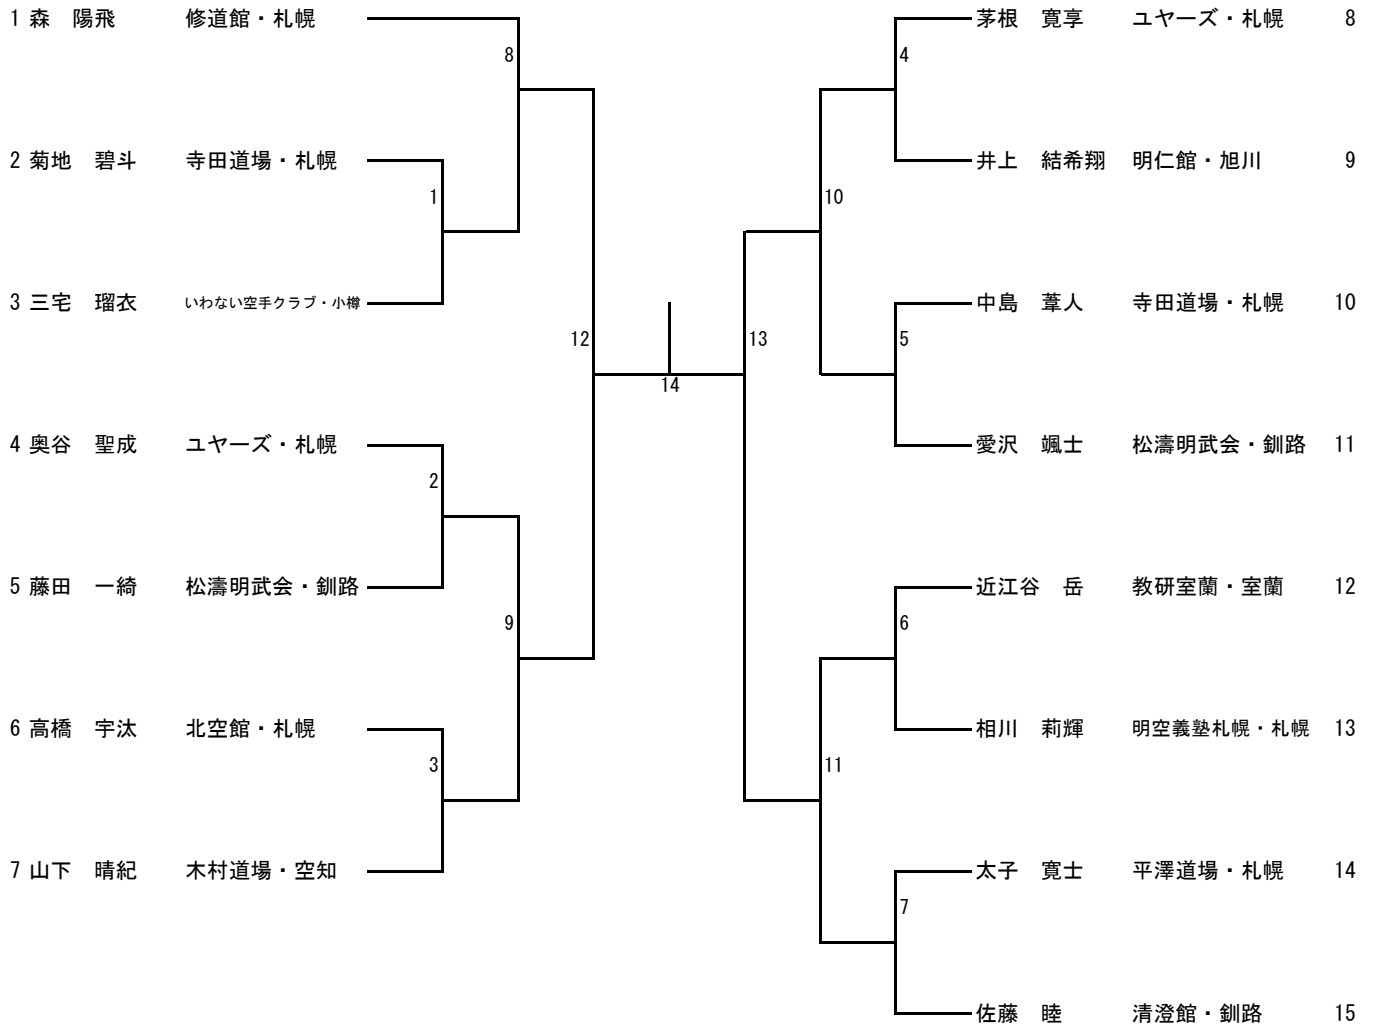 1 森　陽飛　修道館・札幌
8
2 菊地　碧斗　寺田道場・札幌
1
3 三宅　瑠衣　いわない空手クラブ・小樽
12
4 奥谷　聖成　ユヤーズ・札幌
2
5 藤田　一綺　松濤明武会・釧路
9
6 高橋　宇汰　北空館・札幌
3
7 山下　晴紀　木村道場・空知
14
茅根　寛享　ユヤーズ・札幌　8
4
井上　結希翔　明仁館・旭川　9
10
中島　葦人　寺田道場・札幌　10
13
5
愛沢　颯士　松濤明武会・釧路　11
近江谷　岳　教研室蘭・室蘭　12
6
相川　莉輝　明空義塾札幌・札幌　13
11
太子　寛士　平澤道場・札幌　14
7
佐藤　睦　清澄館・釧路　15